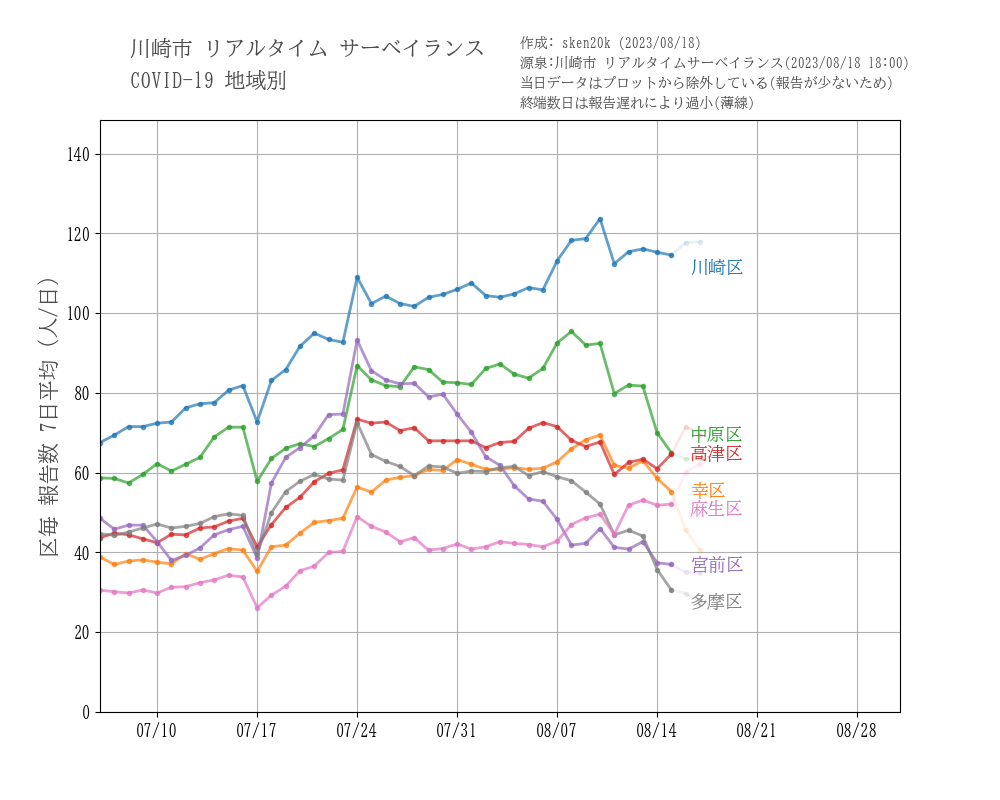 川崎市 リアルタイム サーベイランス
COVID-19 地域別
作成: sken20k (2023/08/18)
源泉:川崎市 リアルタイムサーベイランス(2023/08/18 18:00)
当日データはプロットから除外している(報告が少ないため)
終端数日は報告遅れにより過小(薄線)
区毎 報告数 7日平均 (人/日)
140
120
100
80
60
40
20
0
川崎区
中原区
高津区
幸区
麻生区
宮前区
多摩区
07/10
07/17
07/24
07/31
08/07
08/14
08/21
08/28